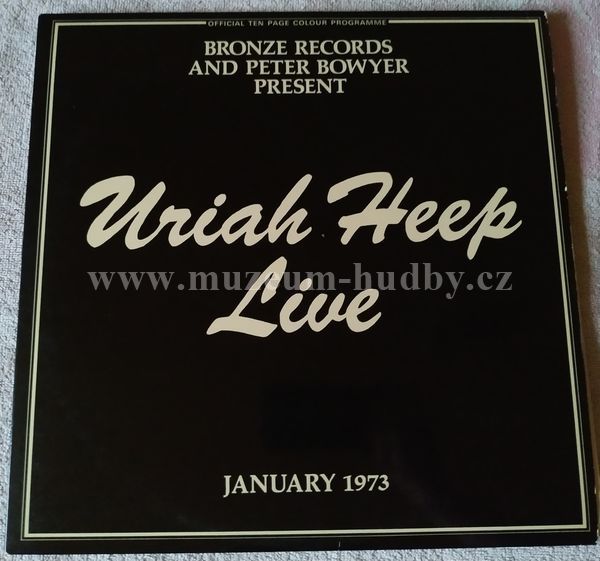 OFFICIAL TEN PAGE COLOUR PROGRAMME
BRONZE RECORDS
AND PETER BOWYER
PRESENT
Uriah Heep
www.muzeum-hudby.cz
Live
JANUARY 1973